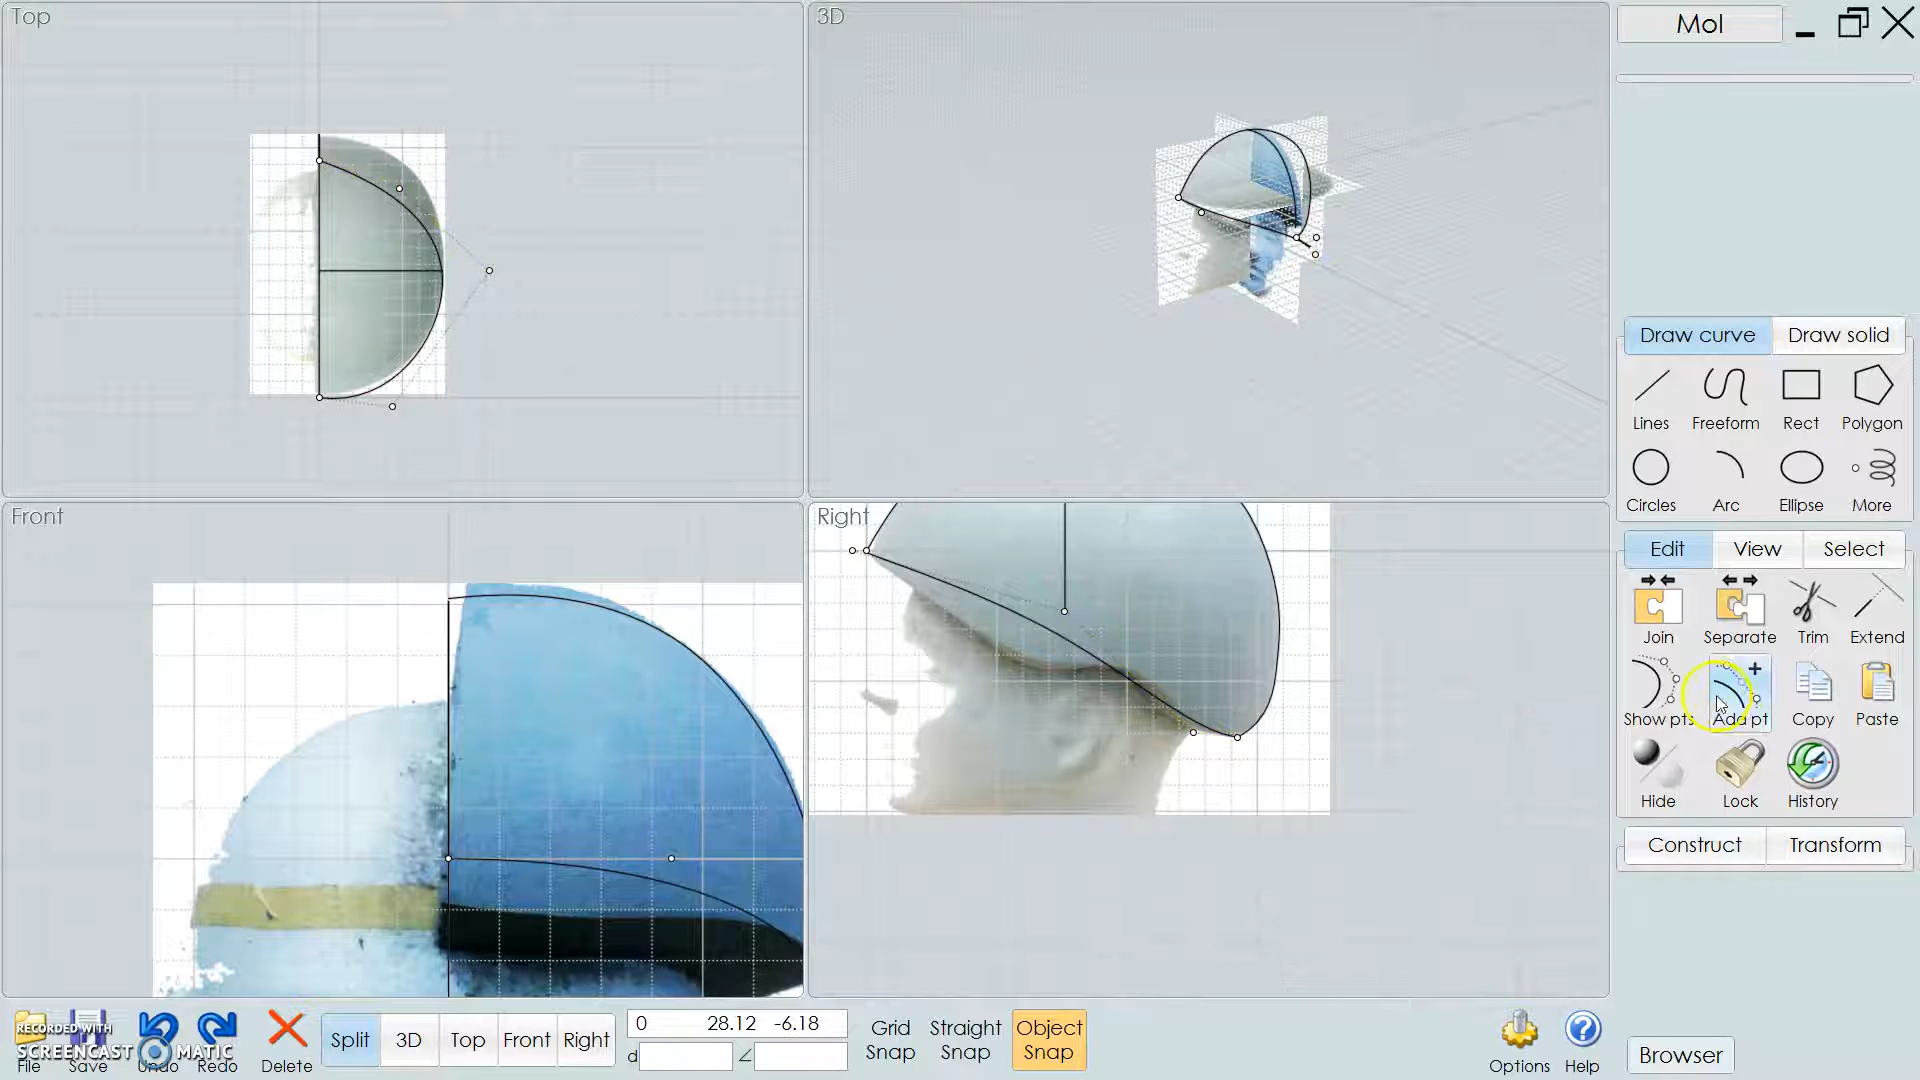 Top
3D
MoI
Draw curve Draw solid
Lines Freeform Rect Polygon
Circles Arc Ellipse More
Front
Right
Edit View Select
Join Separate Trim Extend
Show pts Add pt Copy Paste
Hide Lock History
Construct Transform
RECORDED WITH
SCREENCAST MATIC
File Save Undo Redo Delete
Split 3D Top Front Right
0 28.12 -6.18
d
Grid Snap
Straight Snap
Object Snap
Options Help
Browser